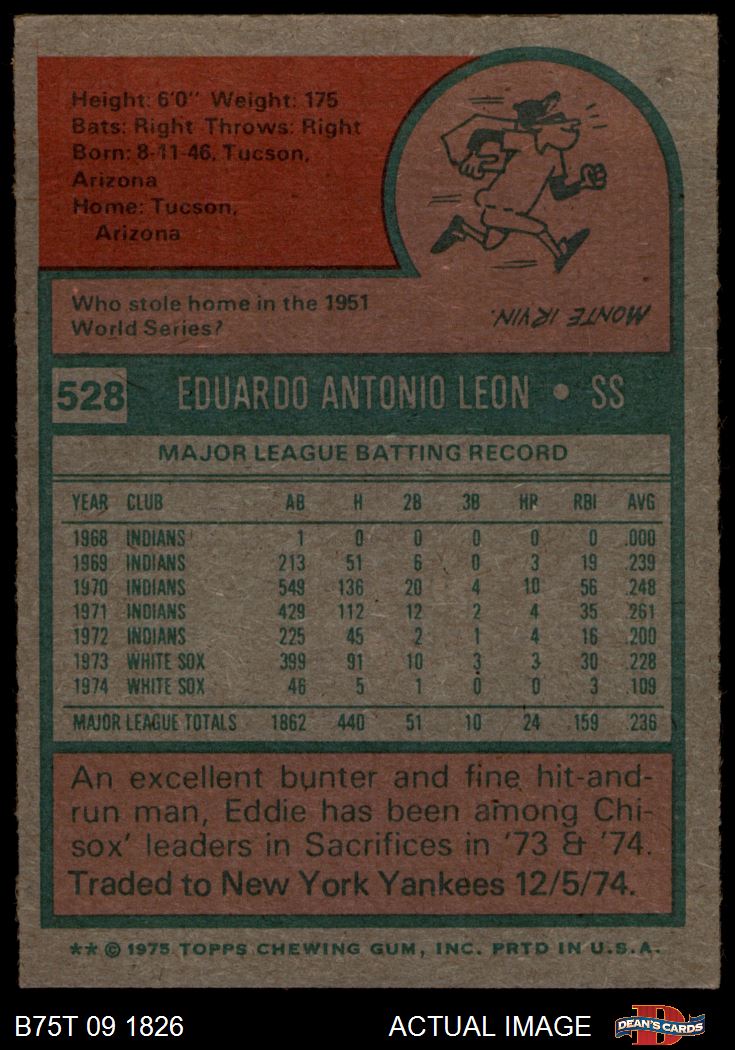 Height: 6'0" Weight: 175
Bats: Right Throws: Right
Born: 8-11-46, Tucson,
Arizona
Home: Tucson,
Arizona
Who stole home in the 1951
World Series?
MONTE IRVIN.
528 EDUARDO ANTONIO LEON • SS
MAJOR LEAGUE BATTING RECORD
YEAR CLUB AB H 2B 3B HR RBI AVG
1968 INDIANS 1 0 0 0 0 0 .000
1969 INDIANS 213 51 6 0 3 19 .239
1970 INDIANS 549 136 20 4 10 56 .248
1971 INDIANS 429 112 12 2 4 35 .261
1972 INDIANS 225 45 2 1 4 16 .200
1973 WHITE SOX 399 91 10 3 3 30 .228
1974 WHITE SOX 46 5 1 0 0 3 .109
MAJOR LEAGUE TOTALS 1862 440 51 10 24 159 .236
An excellent bunter and fine hit-and-
run man, Eddie has been among Chi-
sox' leaders in Sacrifices in '73 & '74.
Traded to New York Yankees 12/5/74.
** © 1975 TOPPS CHEWING GUM, INC. PRTD IN U.S.A.
B75T 09 1826 ACTUAL IMAGE DEAN'S CARDS